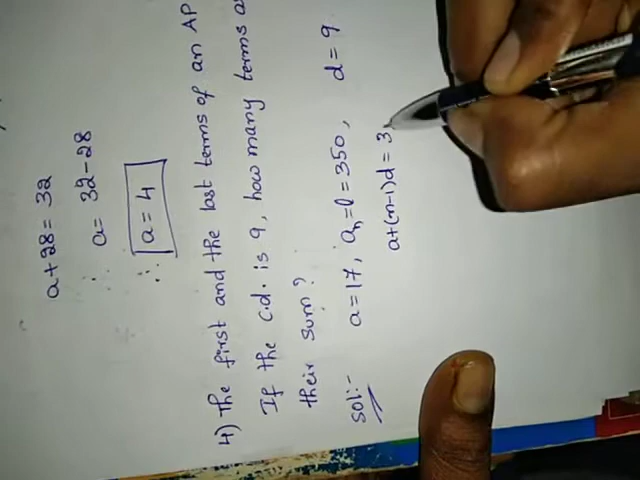 a+28 = 32
∴ a = 32-28
∴ a = 4
4) The first and the last terms of an AP
If the c.d. is 9, how many terms a
their sum?
Sol:- a=17, aₙ=l=350, d=9
a+(n-1)d = 3